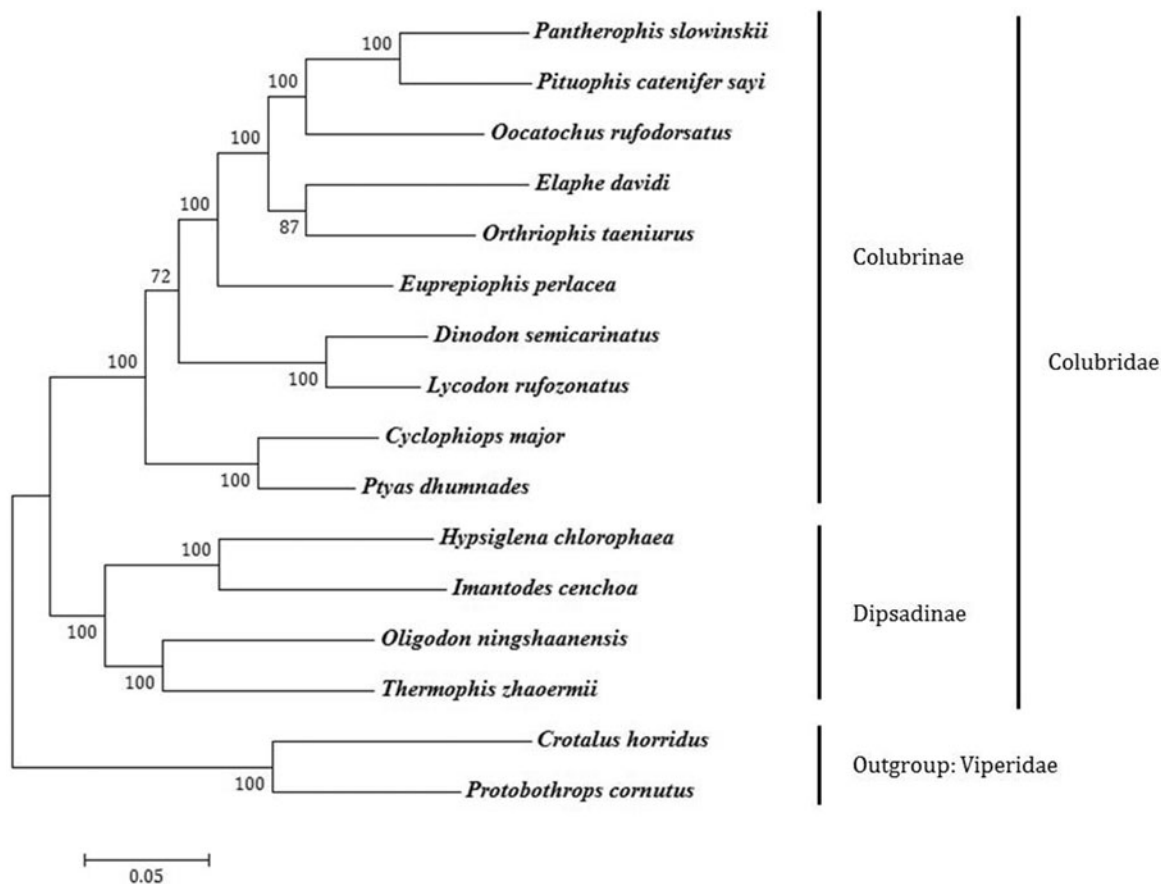 100
Pantherophis slowinskii
100
Pituophis catenifer sayi
100
Oocatochus rufodorsatus
100
Elaphe davidi
87
Orthriophis taeniurus
72
Euprepiophis perlacea
Colubrinae
100
Dinodon semicarinatus
100
Lycodon rufozonatus
Colubridae
Cyclophiops major
100
Ptyas dhumnades
100
Hypsiglena chlorophaea
Imantodes cenchoa
Dipsadinae
100
Oligodon ningshaanensis
100
Thermophis zhaoermii
Crotalus horridus
Outgroup: Viperidae
100
Protobothrops cornutus
0.05